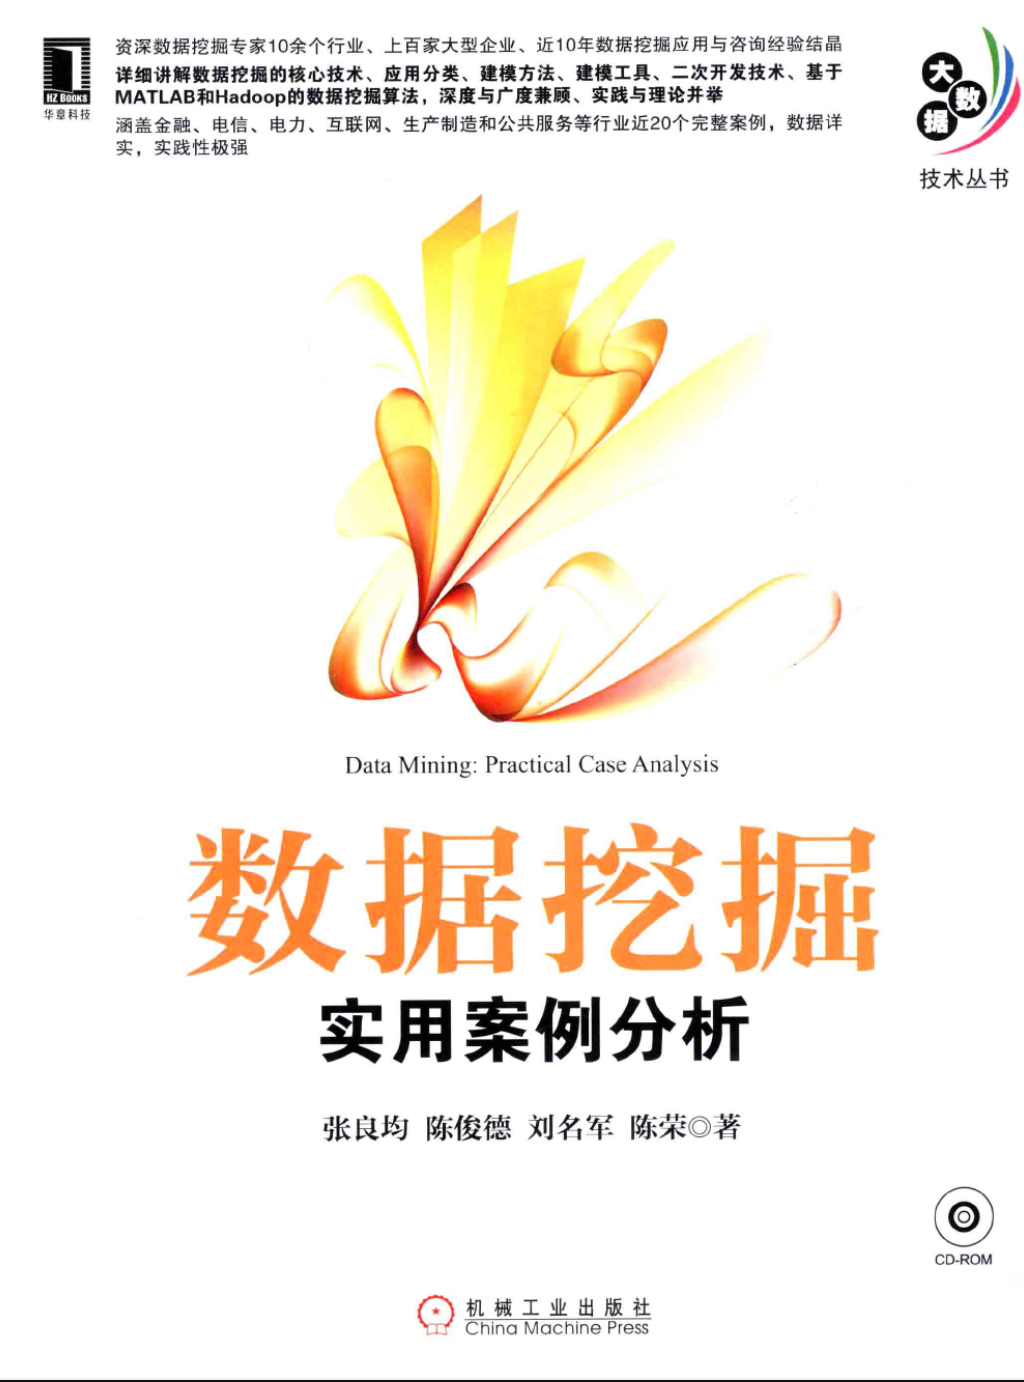 资深数据挖掘专家10余个行业、上百家大型企业、近10年数据挖掘应用与咨询经验结晶
详细讲解数据挖掘的核心技术、应用分类、建模方法、建模工具、二次开发技术、基于
MATLAB和Hadoop的数据挖掘算法，深度与广度兼顾、实践与理论并举
涵盖金融、电信、电力、互联网、生产制造和公共服务等行业近20个完整案例，数据详
实，实践性极强
HZ BOOKS
华章科技
大数据
技术丛书
Data Mining: Practical Case Analysis
数据挖掘
实用案例分析
张良均 陈俊德 刘名军 陈荣◎著
CD-ROM
机械工业出版社
China Machine Press